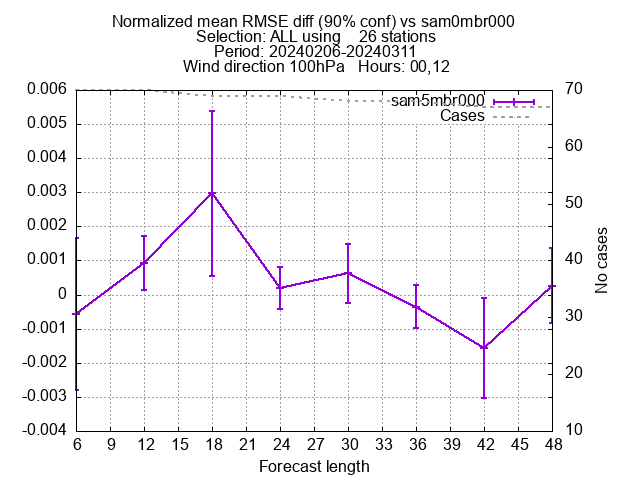 Normalized mean RMSE diff (90% conf) vs sam0mbr000
Selection: ALL using    26 stations
Period: 20240206-20240311
Wind direction 100hPa   Hours: 00,12
sam5mbr000
Cases
0.006
0.005
0.004
0.003
0.002
0.001
0
-0.001
-0.002
-0.003
-0.004
70
60
50
40
30
20
10
No cases
6 9 12 15 18 21 24 27 30 33 36 39 42 45 48
Forecast length